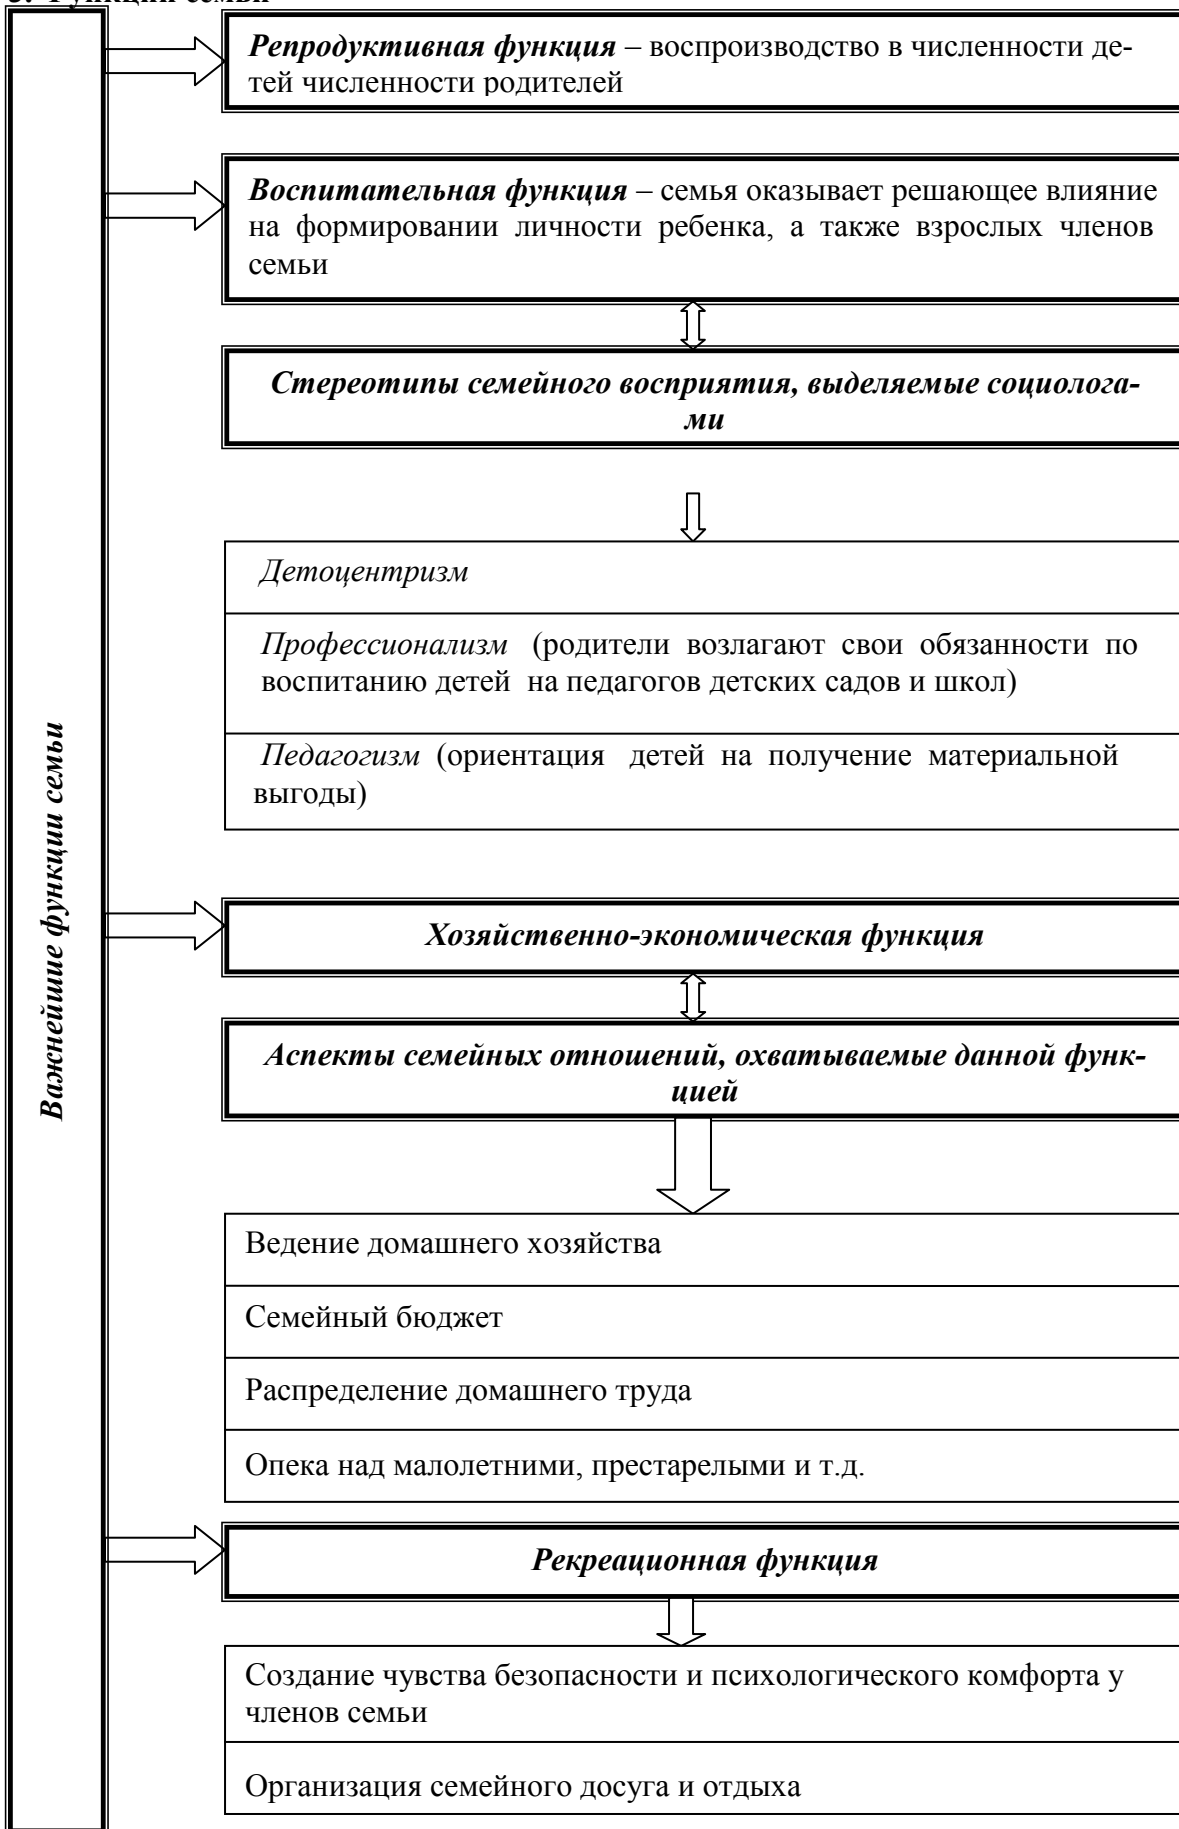 Репродуктивная функция – воспроизводство в численности де-
тей численности родителей
Воспитательная функция – семья оказывает решающее влияние
на формировании личности ребенка, а также взрослых членов
семьи
Стереотипы семейного восприятия, выделяемые социолога-
ми
Детоцентризм
Профессионализм (родители возлагают свои обязанности по
воспитанию детей на педагогов детских садов и школ)
Педагогизм (ориентация детей на получение материальной
выгоды)
Важнейшие функции семьи
Хозяйственно-экономическая функция
Аспекты семейных отношений, охватываемые данной функ-
цией
Ведение домашнего хозяйства
Семейный бюджет
Распределение домашнего труда
Опека над малолетними, престарелыми и т.д.
Рекреационная функция
Создание чувства безопасности и психологического комфорта у
членов семьи
Организация семейного досуга и отдыха